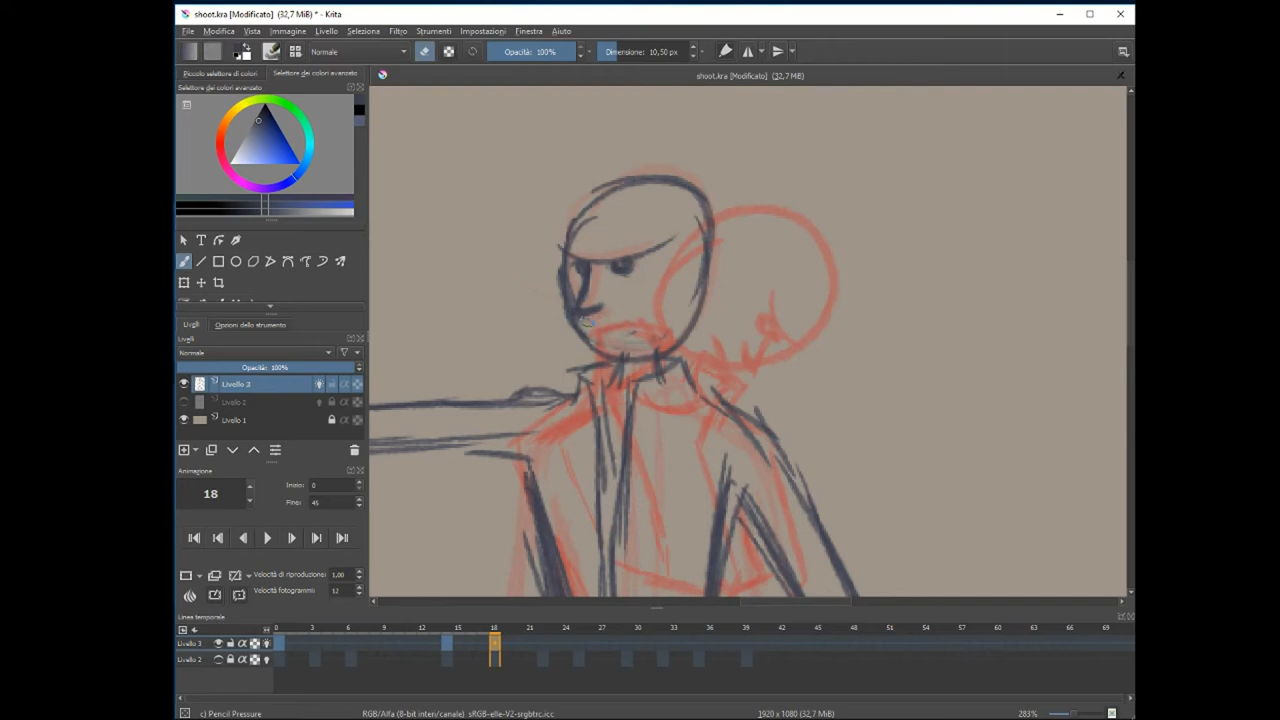 shoot.kra [Modificato] (32,7 MiB) * - Krita
File Modifica Vista Immagine Livello Seleziona Filtro Strumenti Impostazioni Finestra Aiuto
Normale Opacità: 100% Dimensione: 10,50 px
Piccolo selettore di colori Selettore dei colori avanzato
shoot.kra [Modificato] (32,7 MiB)
Selettore dei colori avanzato
Livelli Opzioni dello strumento
Livelli
Normale
Opacità: 100%
Livello 3
Livello 2
Livello 1
Animazione
18
Inizio: 0
Fine: 45
Velocità di riproduzione: 1,00
Velocità fotogrammi: 12
Linea temporale
0 3 6 9 12 15 18 21 24 27 30 33 36 39 42 45 48 51 54 57 60 63 66 69
Livello 3
Livello 2
c) Pencil Pressure RGB/Alfa (8-bit interi/canale) sRGB-elle-V2-srgbtrc.icc 1920 x 1080 (32,7 MiB) 283%